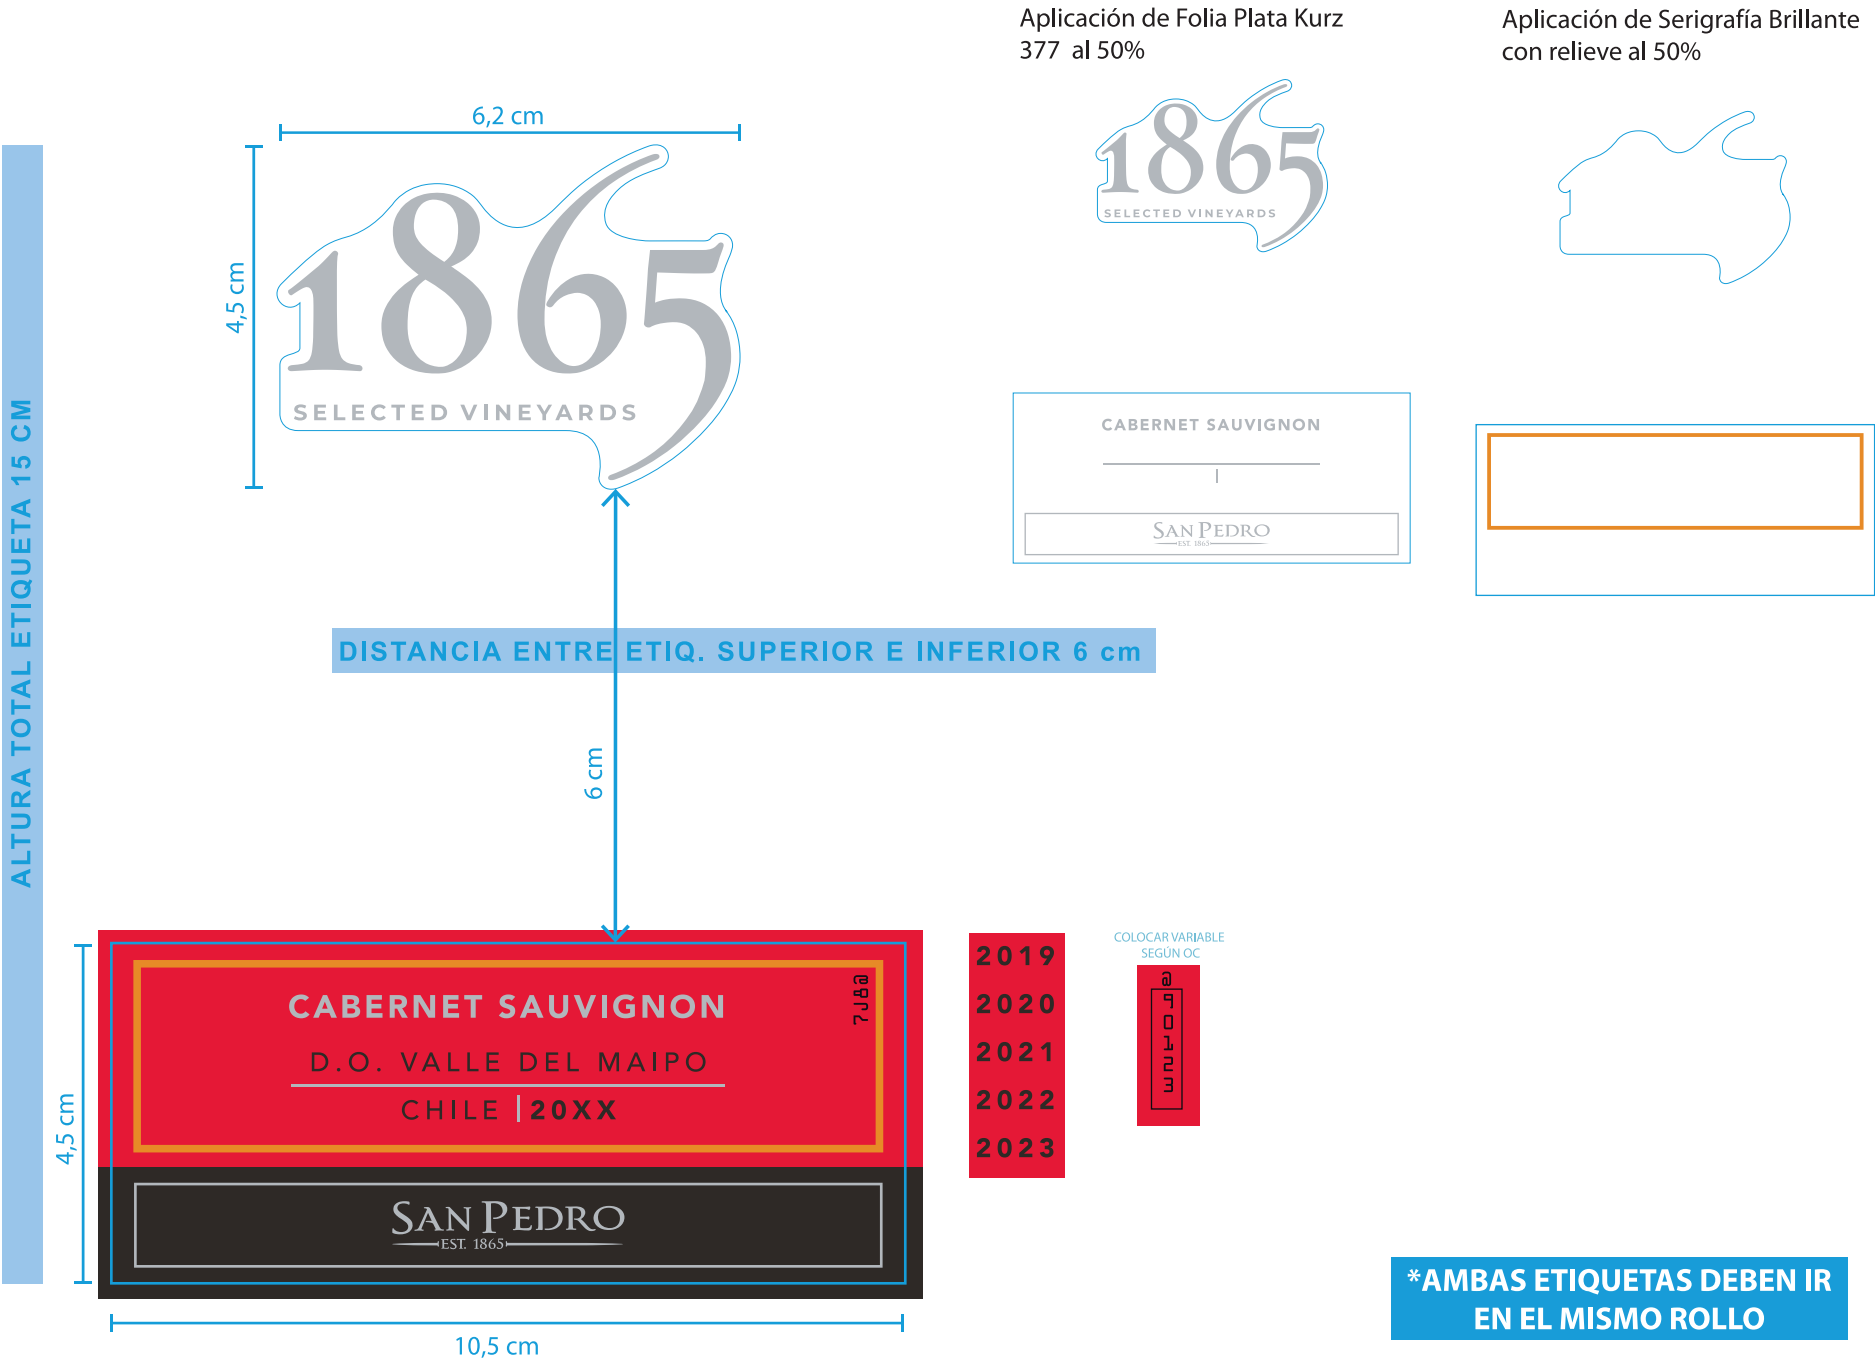 Aplicación de Folia Plata Kurz
377 al 50%
Aplicación de Serigrafía Brillante
con relieve al 50%
6,2 cm
4,5 cm
1865
SELECTED VINEYARDS
1865
SELECTED VINEYARDS
CABERNET SAUVIGNON
SAN PEDRO
EST. 1865
ALTURA TOTAL ETIQUETA 15 CM
DISTANCIA ENTRE ETIQ. SUPERIOR E INFERIOR 6 cm
6 cm
4,5 cm
CABERNET SAUVIGNON
D.O. VALLE DEL MAIPO
CHILE | 20XX
SAN PEDRO
EST. 1865
10,5 cm
2019
2020
2021
2022
2023
COLOCAR VARIABLE
SEGÚN OC
*AMBAS ETIQUETAS DEBEN IR
EN EL MISMO ROLLO